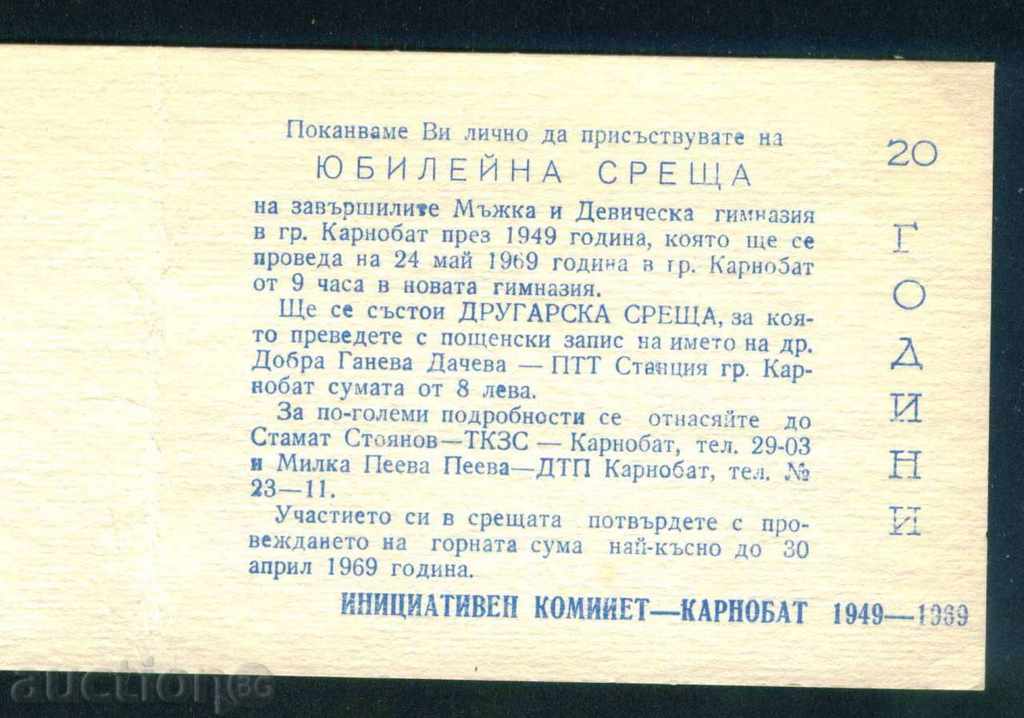 Поканваме Ви лично да присъствувате на
ЮБИЛЕЙНА СРЕЩА
на завършилите Мъжка и Девическа гимназия
в гр. Карнобат през 1949 година, която ще се
проведа на 24 май 1969 година в гр. Карнобат
от 9 часа в новата гимназия.
Ще се състои ДРУГАРСКА СРЕЩА, за коя-
то преведете с пощенски запис на името на др.
Добра Ганева Дачева — ПТТ Станция гр. Кар-
нобат сумата от 8 лева.
За по-големи подробности се отнасяйте до
Стамат Стоянов—ТКЗС — Карнобат, тел. 29-03
и Милка Пеева Пеева—ДТП Карнобат, тел. №
23—11.
Участието си в срещата потвърдете с про-
веждането на горната сума най-късно до 30
април 1969 година.
ИНИЦИАТИВЕН КОМИЙЕТ—КАРНОБАТ 1949—1969
20
Г
О
Д
И
Н
И
auctionBG